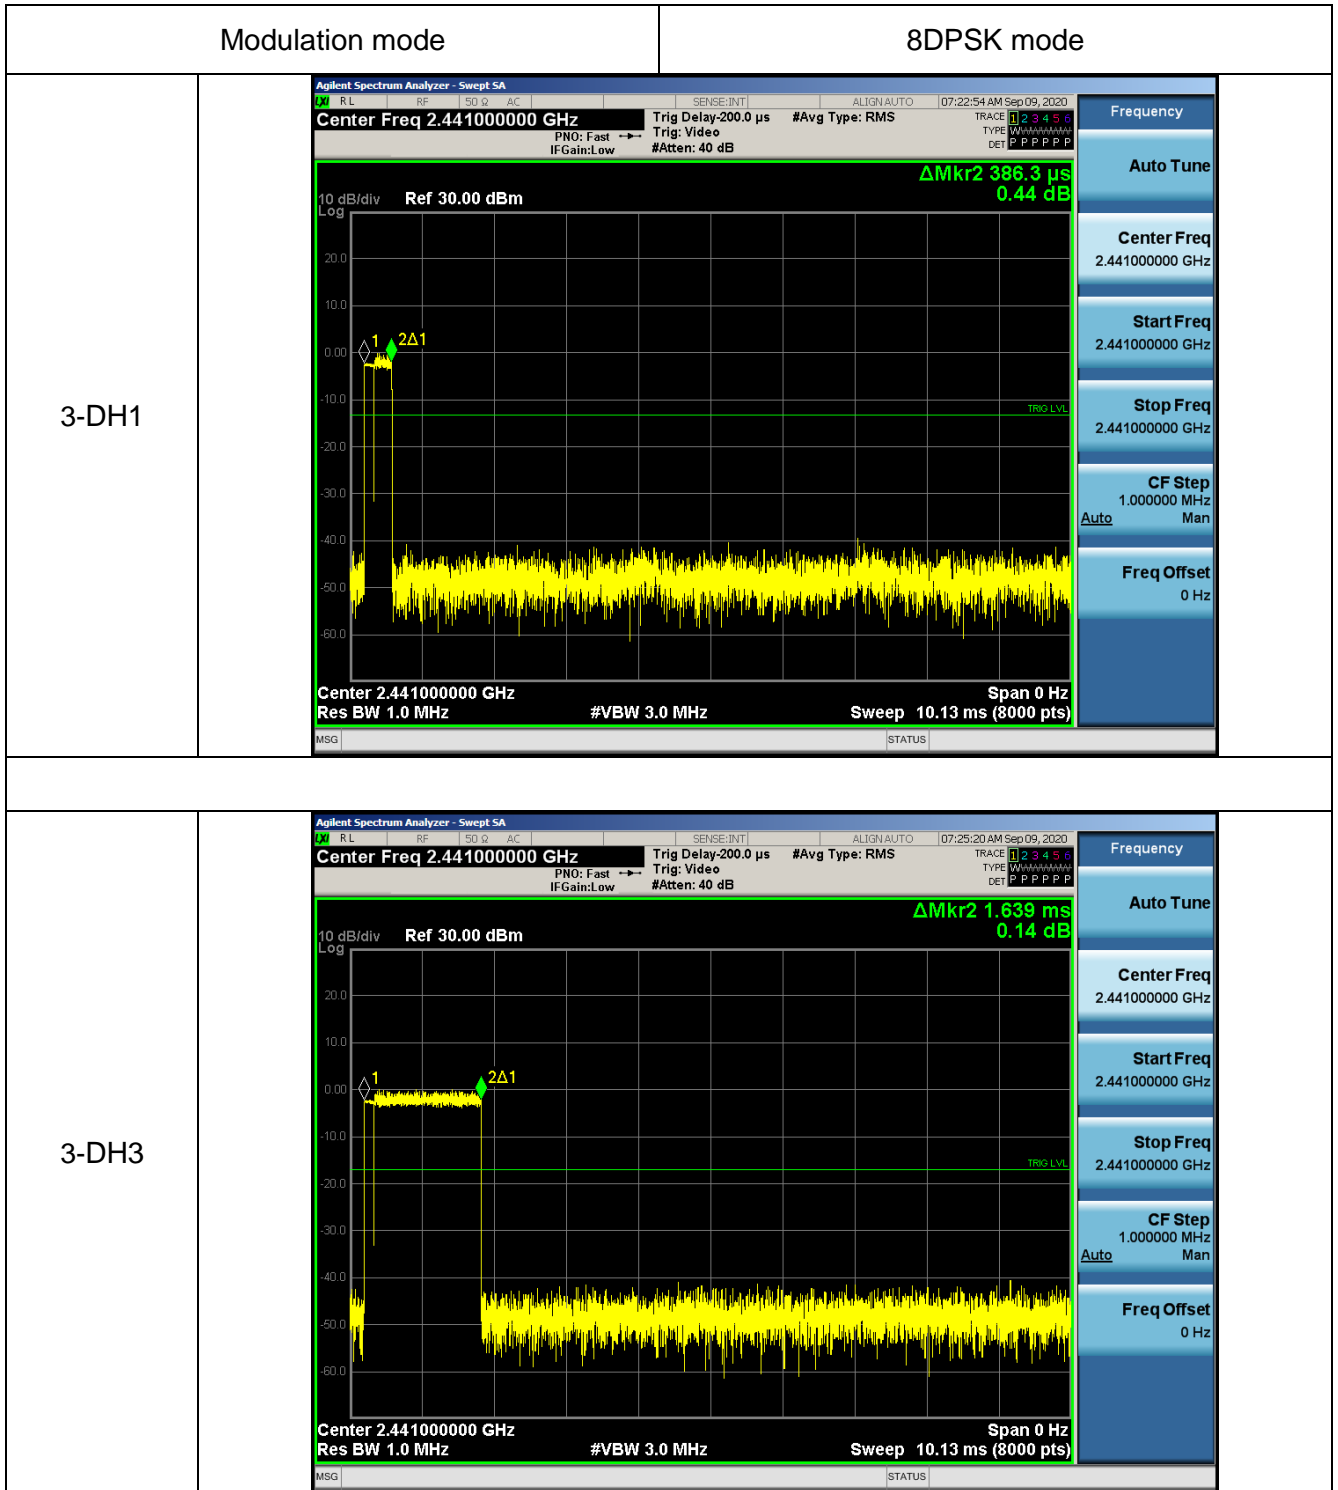 Modulation mode 8DPSK mode
3-DH1
Agilent Spectrum Analyzer - Swept SA
LXI RL RF 50 Ω AC SENSE:INT ALIGN AUTO 07:22:54 AM Sep 09, 2020
Center Freq 2.441000000 GHz Trig Delay-200.0 µs #Avg Type: RMS TRACE 1 2 3 4 5 6
PNO: Fast Trig: Video TYPE WWWWWW
IFGain:Low #Atten: 40 dB DET P P P P P P
ΔMkr2 386.3 µs
0.44 dB
10 dB/div Ref 30.00 dBm
Log
20.0
10.0
0.00
-10.0
-20.0
-30.0
-40.0
-50.0
-60.0
1 2Δ1
TRIG LVL
Center 2.441000000 GHz Span 0 Hz
Res BW 1.0 MHz #VBW 3.0 MHz Sweep 10.13 ms (8000 pts)
MSG STATUS
Frequency
Auto Tune
Center Freq
2.441000000 GHz
Start Freq
2.441000000 GHz
Stop Freq
2.441000000 GHz
CF Step
1.000000 MHz
Auto Man
Freq Offset
0 Hz
3-DH3
Agilent Spectrum Analyzer - Swept SA
LXI RL RF 50 Ω AC SENSE:INT ALIGN AUTO 07:25:20 AM Sep 09, 2020
Center Freq 2.441000000 GHz Trig Delay-200.0 µs #Avg Type: RMS TRACE 1 2 3 4 5 6
PNO: Fast Trig: Video TYPE WWWWWW
IFGain:Low #Atten: 40 dB DET P P P P P P
ΔMkr2 1.639 ms
0.14 dB
10 dB/div Ref 30.00 dBm
Log
20.0
10.0
0.00
-10.0
-20.0
-30.0
-40.0
-50.0
-60.0
1 2Δ1
TRIG LVL
Center 2.441000000 GHz Span 0 Hz
Res BW 1.0 MHz #VBW 3.0 MHz Sweep 10.13 ms (8000 pts)
MSG STATUS
Frequency
Auto Tune
Center Freq
2.441000000 GHz
Start Freq
2.441000000 GHz
Stop Freq
2.441000000 GHz
CF Step
1.000000 MHz
Auto Man
Freq Offset
0 Hz